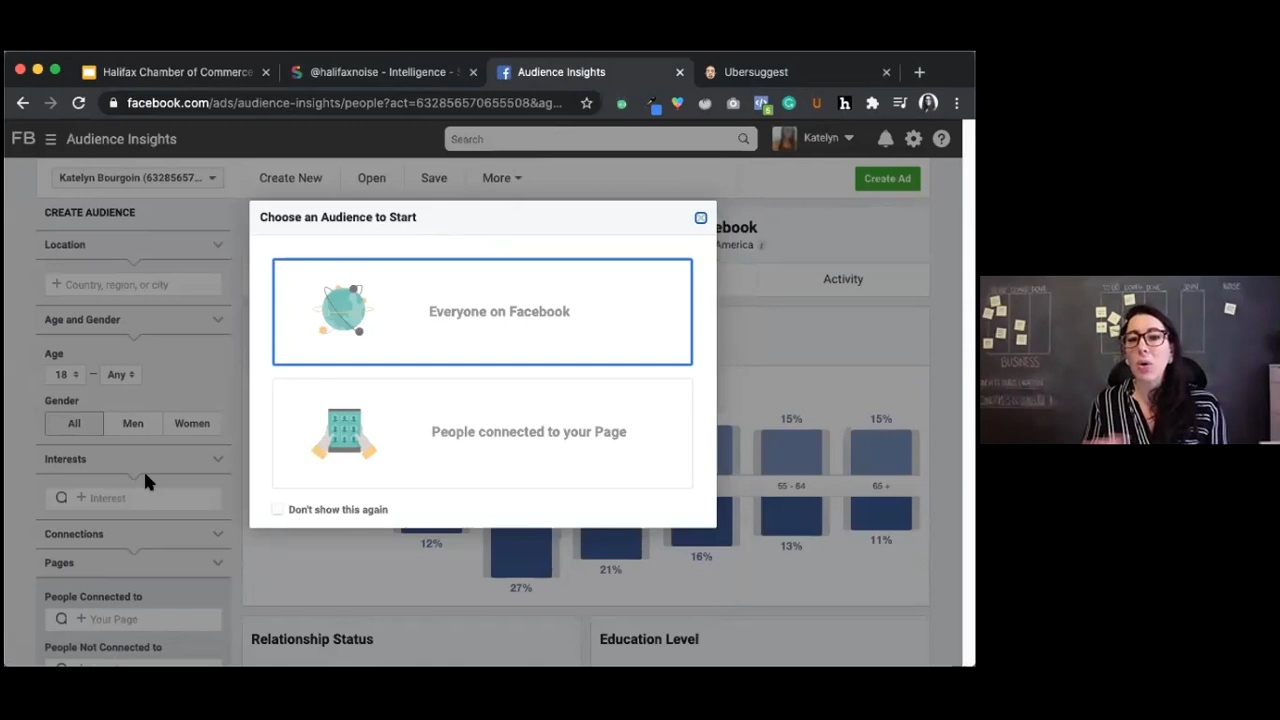 Halifax Chamber of Commerce
@halifaxnoise - Intelligence -
Audience Insights
Ubersuggest
facebook.com/ads/audience-insights/people?act=632856570655508&ag...
FB
Audience Insights
Search
Katelyn
Katelyn Bourgoin (63285657...
Create New
Open
Save
More
Create Ad
CREATE AUDIENCE
Location
+ Country, region, or city
Age and Gender
Age
18 – Any
Gender
All
Men
Women
Interests
+ Interest
Connections
Pages
People Connected to
+ Your Page
People Not Connected to
Choose an Audience to Start
Everyone on Facebook
People connected to your Page
Don't show this again
ebook
America
Activity
15%
15%
55 - 64
65 +
12%
27%
21%
16%
13%
11%
Relationship Status
Education Level
BUSINESS